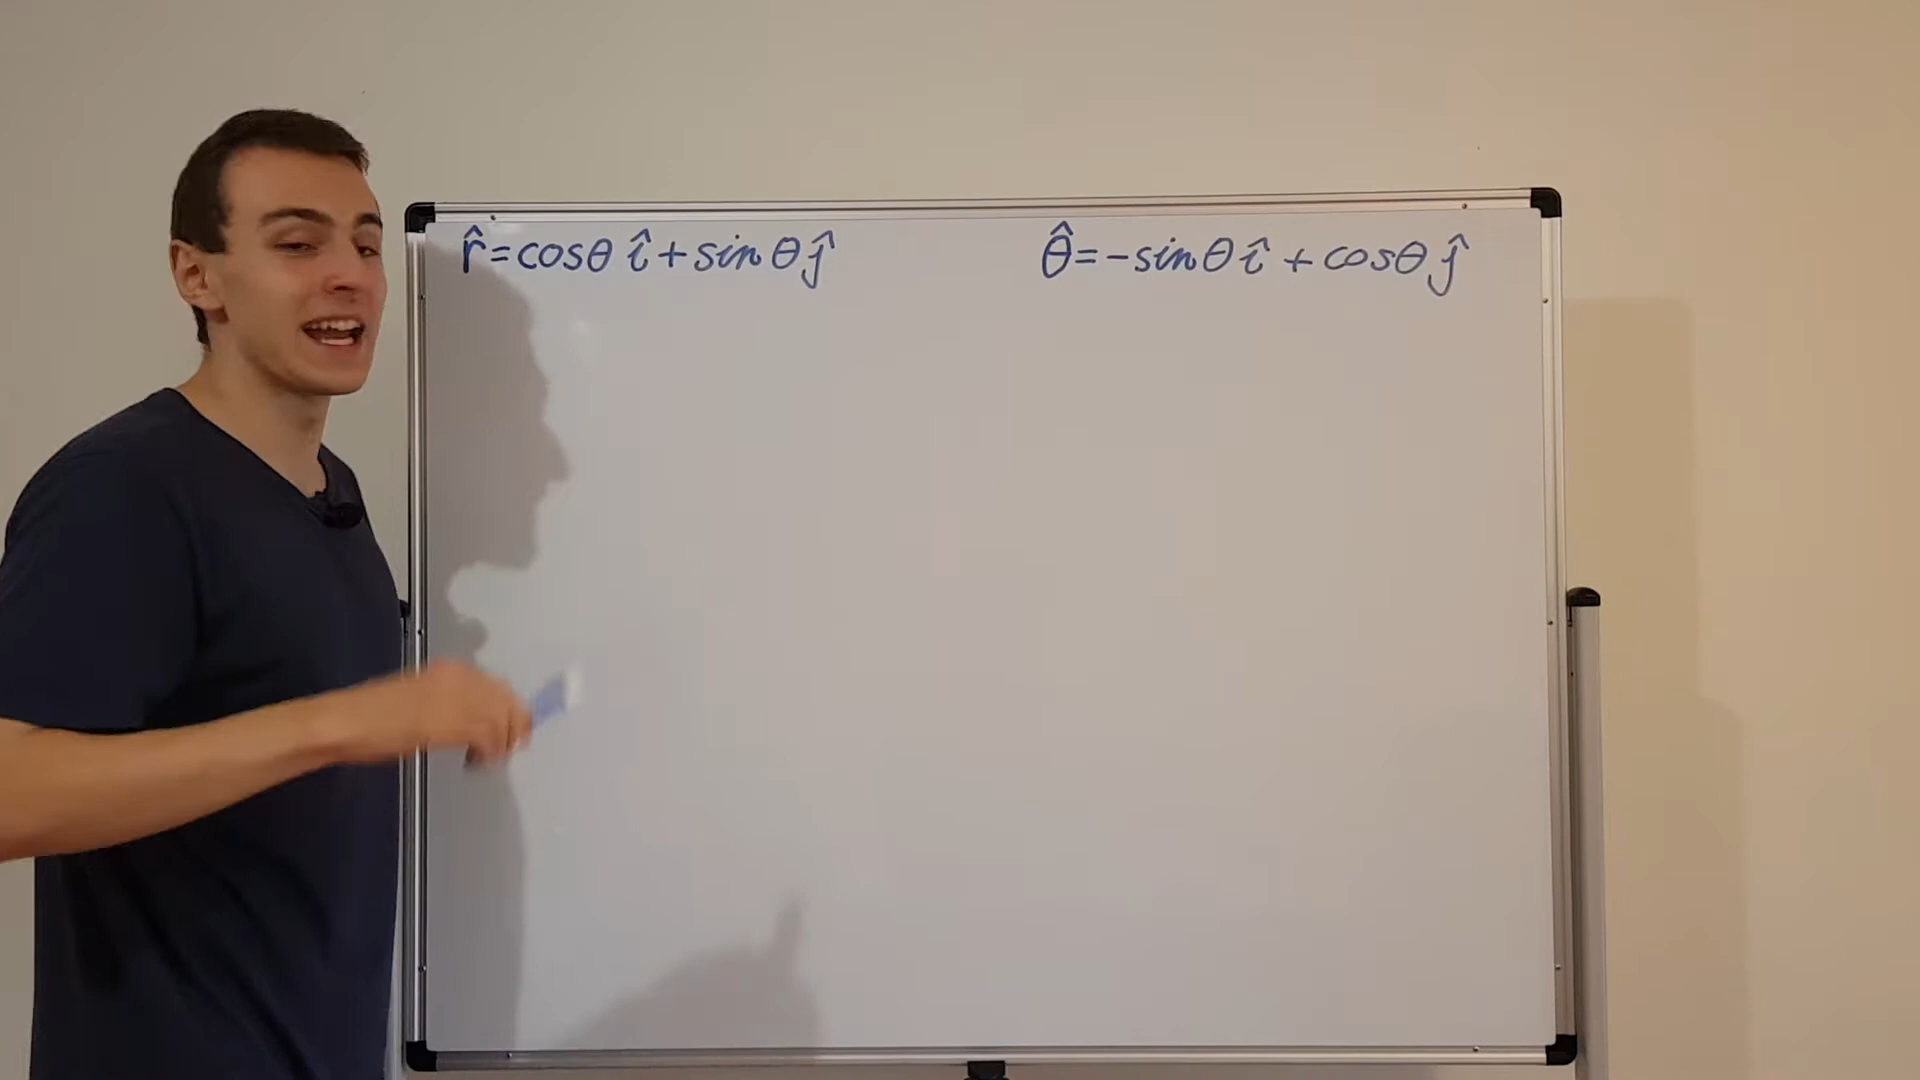 r̂=cosθ î+sinθ ĵ
θ̂=-sinθ î + cosθ ĵ